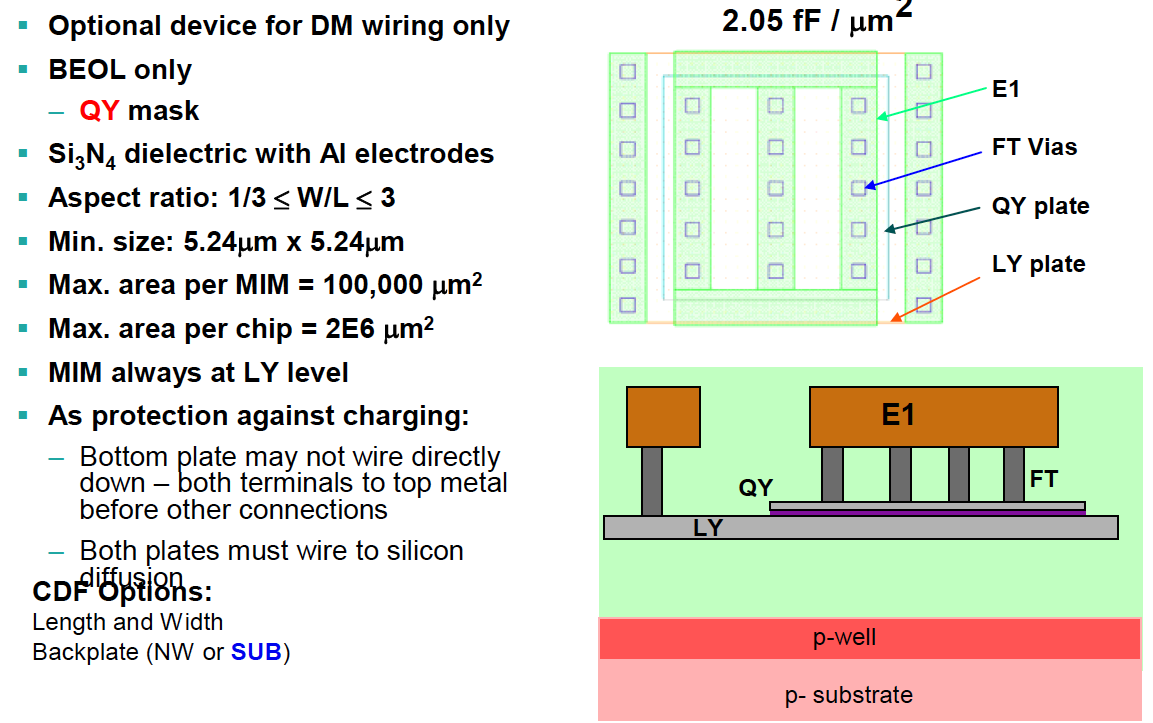 Optional device for DM wiring only
BEOL only
– QY mask
Si3N4 dielectric with Al electrodes
Aspect ratio: 1/3 ≤ W/L ≤ 3
Min. size: 5.24μm x 5.24μm
Max. area per MIM = 100,000 μm²
Max. area per chip = 2E6 μm²
MIM always at LY level
As protection against charging:
– Bottom plate may not wire directly
down – both terminals to top metal
before other connections
– Both plates must wire to silicon
diffusion
CDF Options:
Length and Width
Backplate (NW or SUB)
2.05 fF / μm²
E1
FT Vias
QY plate
LY plate
E1
QY
FT
LY
p-well
p- substrate